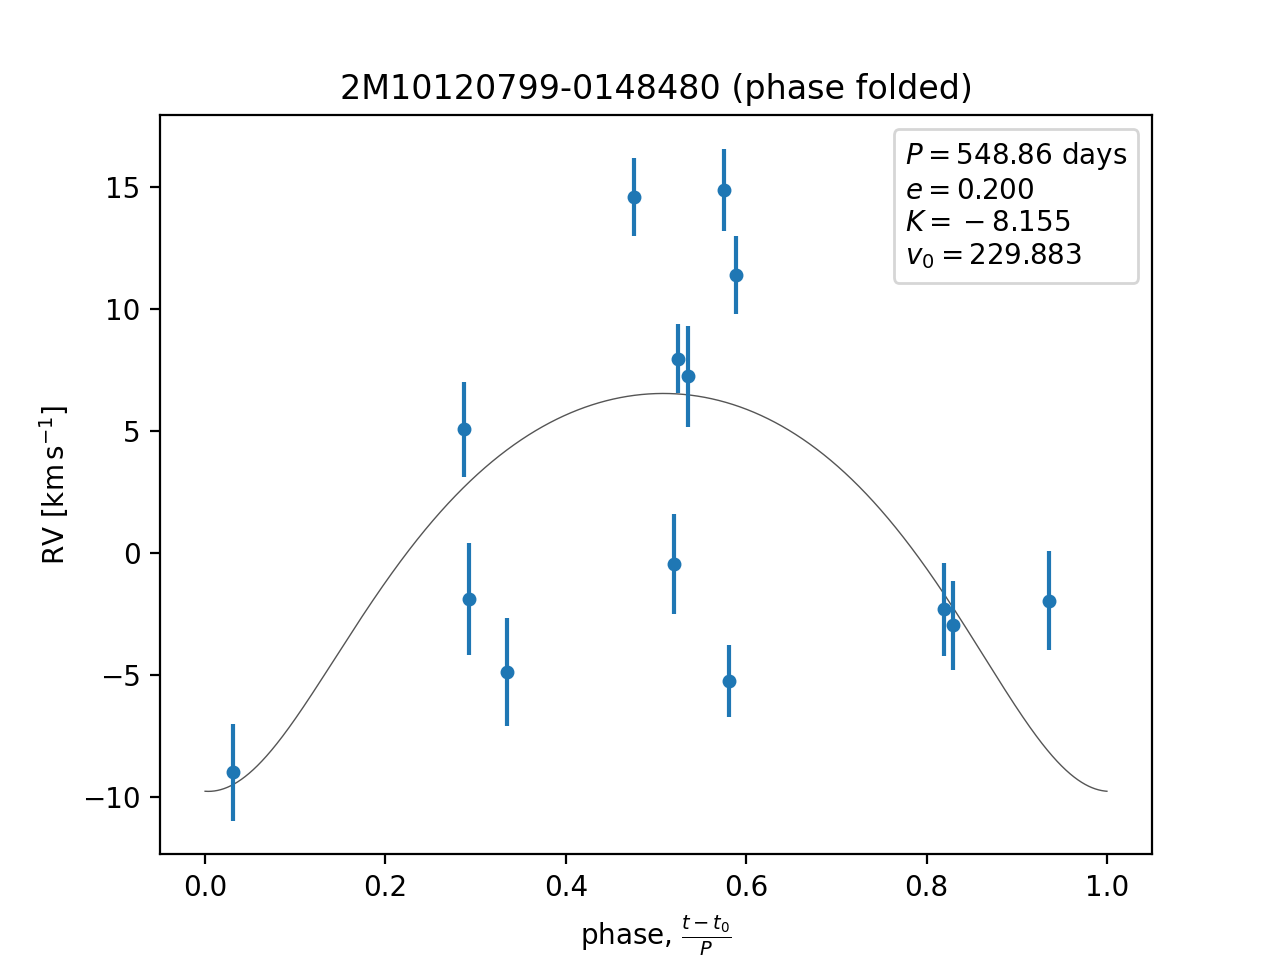 2M10120799-0148480 (phase folded)
P = 548.86 days
e = 0.200
K = −8.155
v₀ = 229.883
RV [km s⁻¹]
15
10
5
0
−5
−10
0.0 0.2 0.4 0.6 0.8 1.0
phase, (t − t₀)/P